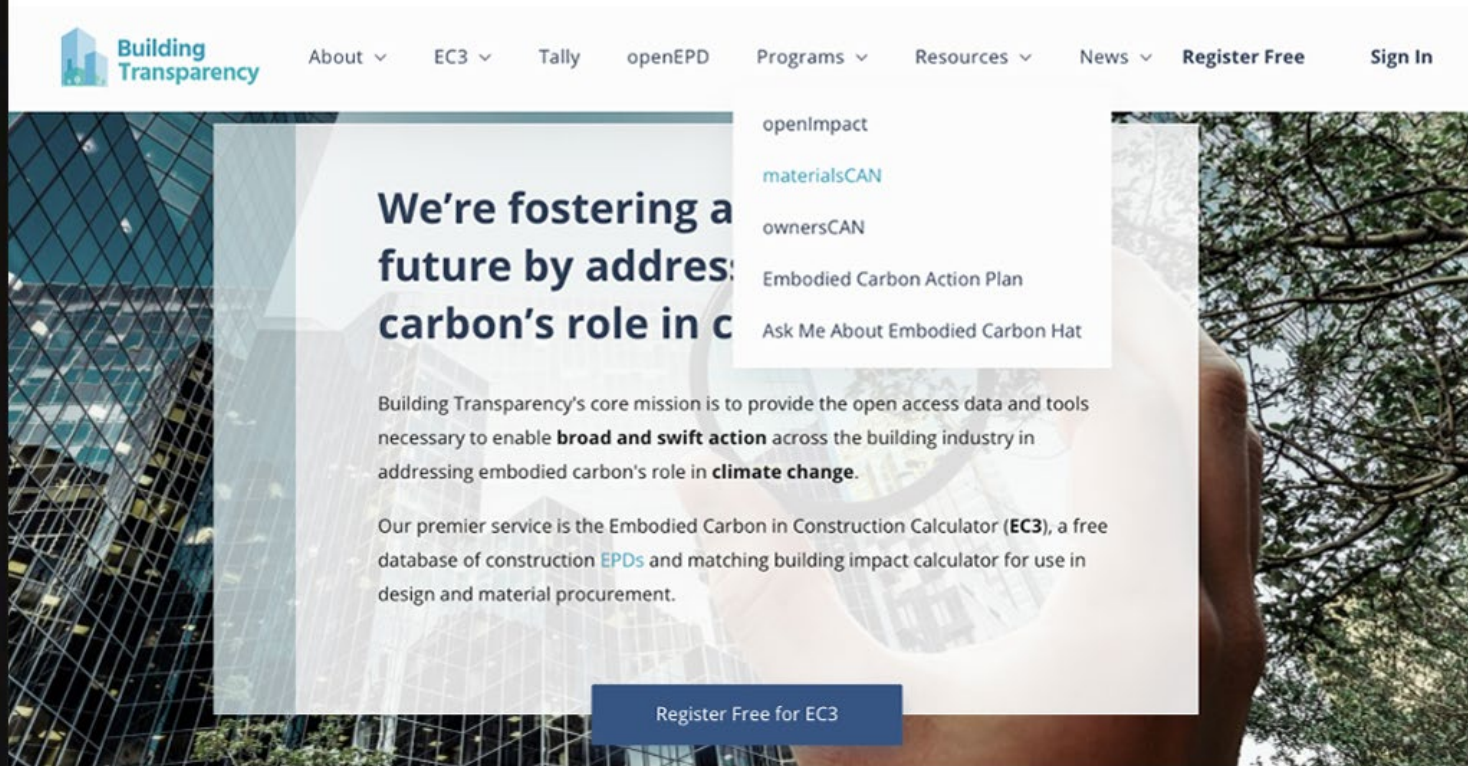 Building
Transparency
About
EC3
Tally
openEPD
Programs
Resources
News
Register Free
Sign In
openImpact
materialsCAN
ownersCAN
Embodied Carbon Action Plan
Ask Me About Embodied Carbon Hat
We're fostering a
future by address
carbon's role in c
Building Transparency's core mission is to provide the open access data and tools
necessary to enable broad and swift action across the building industry in
addressing embodied carbon's role in climate change.
Our premier service is the Embodied Carbon in Construction Calculator (EC3), a free
database of construction EPDs and matching building impact calculator for use in
design and material procurement.
Register Free for EC3